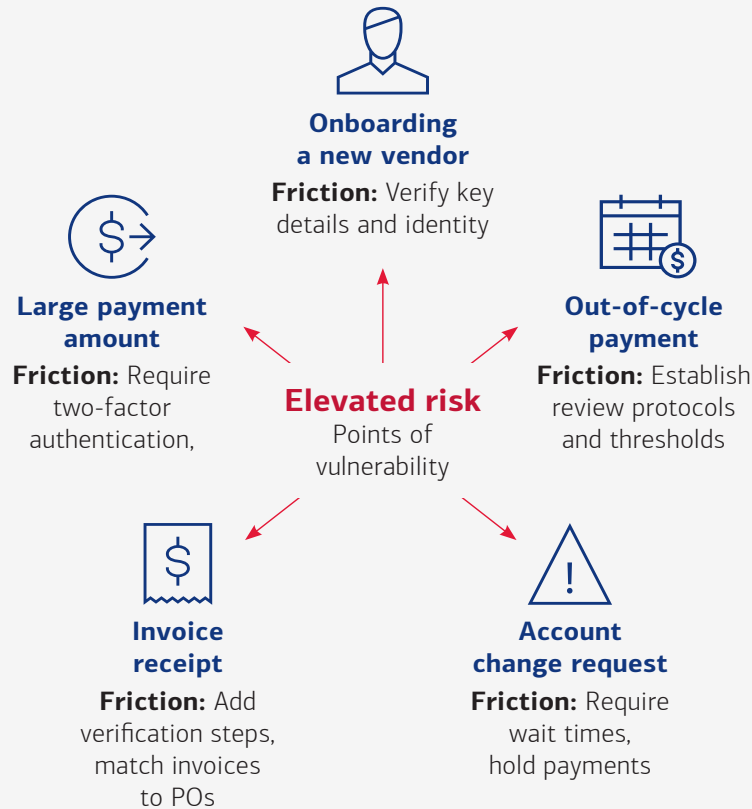 Onboarding
a new vendor
Friction: Verify key
details and identity
Large payment
amount
Friction: Require
two-factor
authentication,
Out-of-cycle
payment
Friction: Establish
review protocols
and thresholds
Elevated risk
Points of
vulnerability
Invoice
receipt
Friction: Add
verification steps,
match invoices
to POs
Account
change request
Friction: Require
wait times,
hold payments